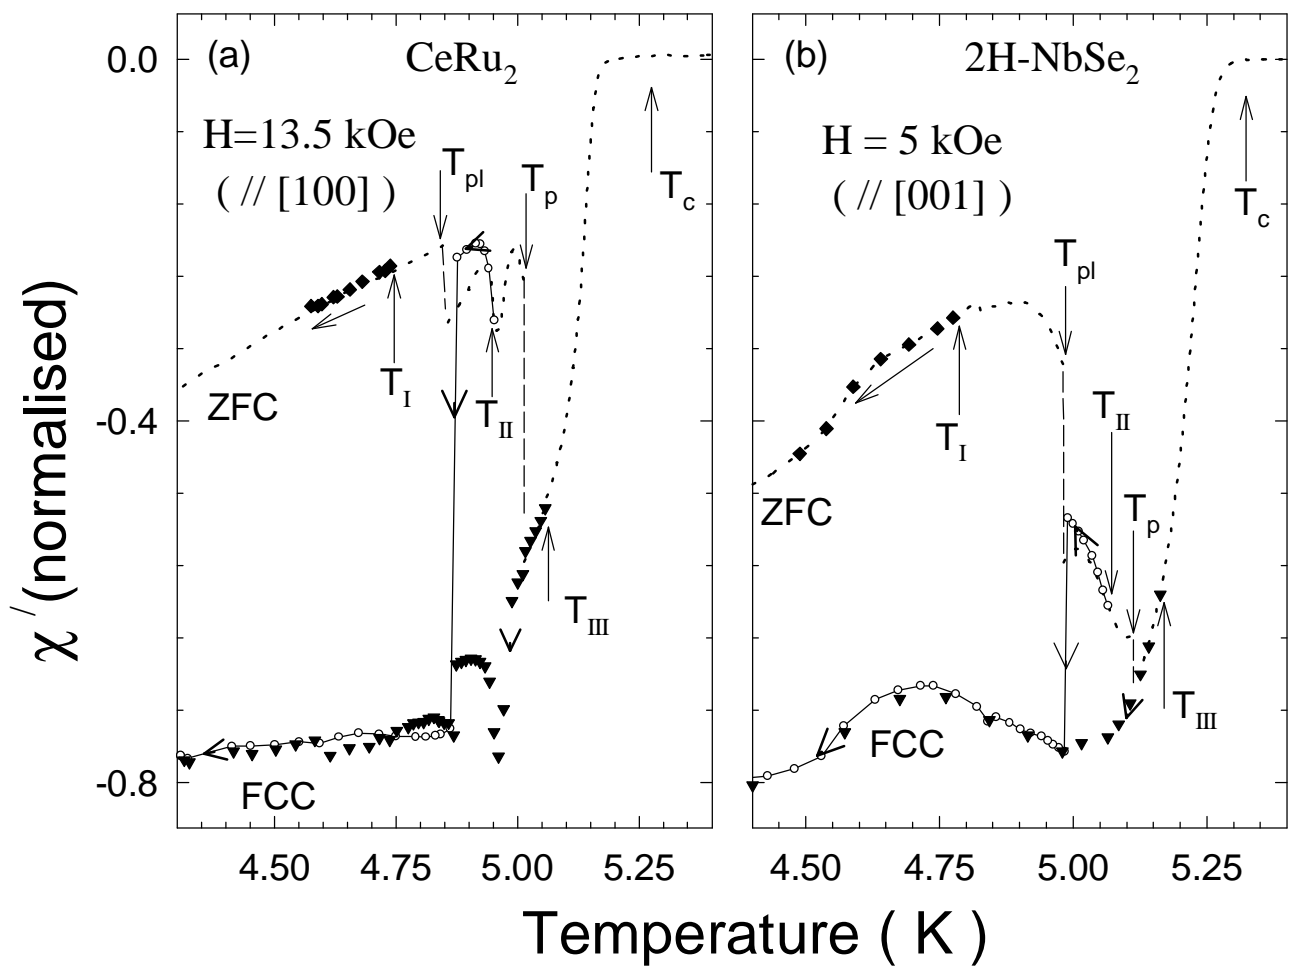 (a) CeRu2
H=13.5 kOe
( // [100] )
Tpl
Tp
Tc
TI
TII
TIII
ZFC
FCC
(b) 2H-NbSe2
H = 5 kOe
( // [001] )
Tc
Tpl
TI
TII
Tp
TIII
ZFC
FCC
0.0
-0.4
-0.8
χ′ (normalised)
4.50 4.75 5.00 5.25
4.50 4.75 5.00 5.25
Temperature ( K )